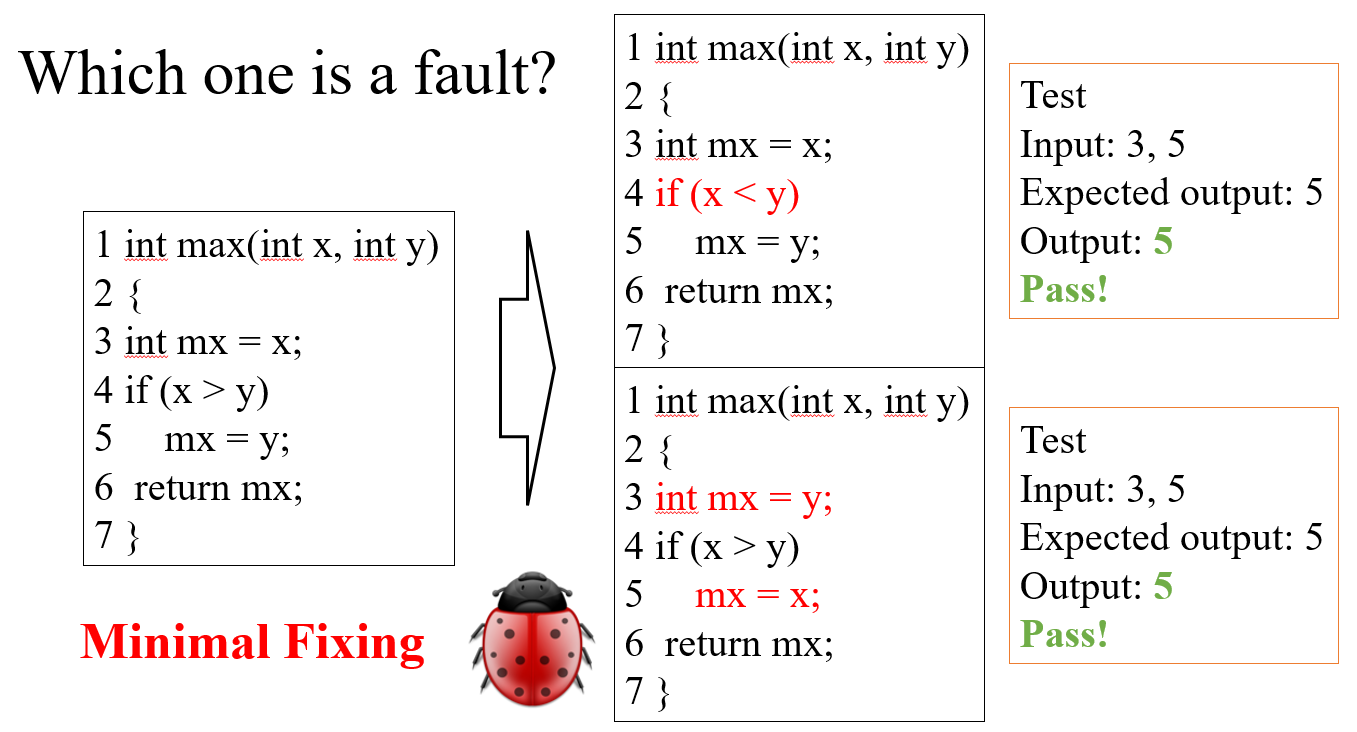 Which one is a fault?
1 int max(int x, int y)
2 {
3 int mx = x;
4 if (x > y)
5     mx = y;
6  return mx;
7 }
Minimal Fixing
1 int max(int x, int y)
2 {
3 int mx = x;
4 if (x < y)
5     mx = y;
6  return mx;
7 }
Test
Input: 3, 5
Expected output: 5
Output: 5
Pass!
1 int max(int x, int y)
2 {
3 int mx = y;
4 if (x > y)
5     mx = x;
6  return mx;
7 }
Test
Input: 3, 5
Expected output: 5
Output: 5
Pass!